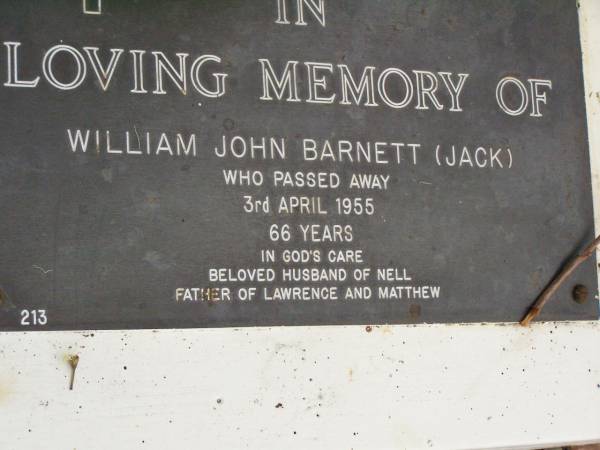 IN
LOVING MEMORY OF
WILLIAM JOHN BARNETT (JACK)
WHO PASSED AWAY
3rd APRIL 1955
66 YEARS
IN GOD'S CARE
BELOVED HUSBAND OF NELL
FATHER OF LAWRENCE AND MATTHEW
213